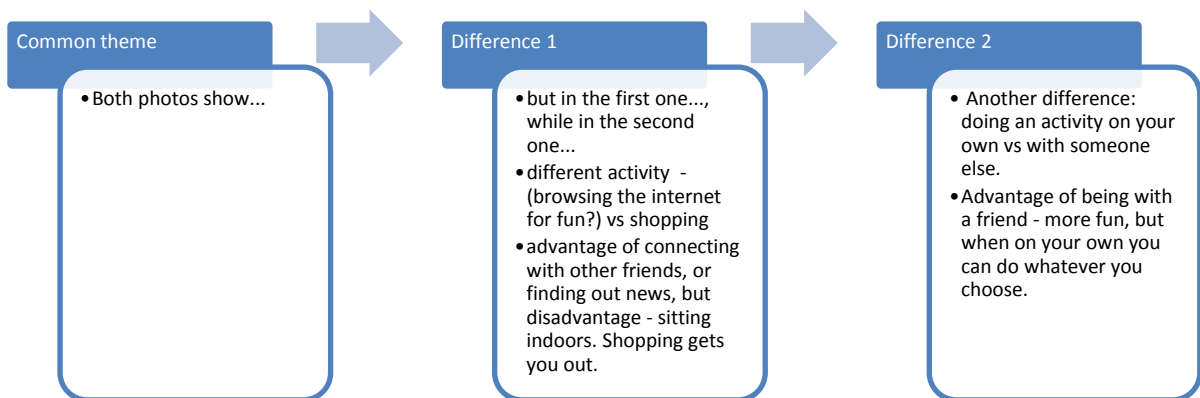 Common theme
•Both photos show...
Difference 1
•but in the first one...,
while in the second
one...
•different activity -
(browsing the internet
for fun?) vs shopping
•advantage of connecting
with other friends, or
finding out news, but
disadvantage - sitting
indoors. Shopping gets
you out.
Difference 2
• Another difference:
doing an activity on your
own vs with someone
else.
•Advantage of being with
a friend - more fun, but
when on your own you
can do whatever you
choose.